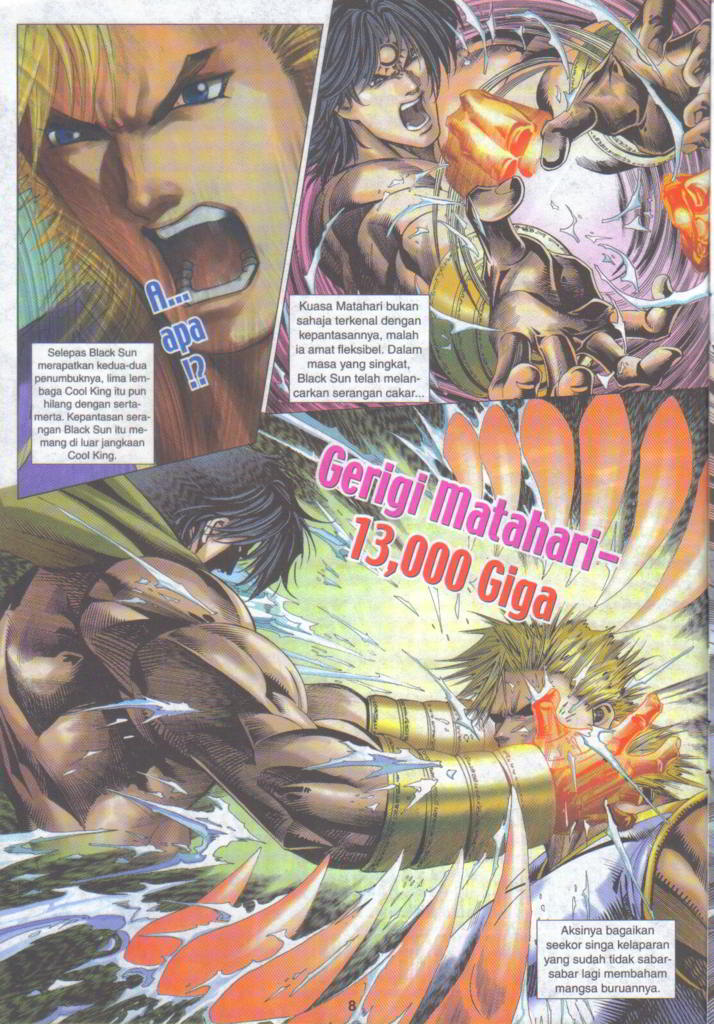 A...
apa
!?
Selepas Black Sun
merapatkan kedua-dua
penumbuknya, lima lem-
baga Cool King itu pun
hilang dengan serta-
merta. Kepantasan sera-
ngan Black Sun itu me-
mang di luar jangkaan
Cool King.
Kuasa Matahari bukan
sahaja terkenal dengan
kepantasannya, malah
ia amat fleksibel. Dalam
masa yang singkat,
Black Sun telah melan-
carkan serangan cakar...
Gerigi Matahari-
13,000 Giga
Aksinya bagaikan
seekor singa kelaparan
yang sudah tidak sabar-
sabar lagi membaham
mangsa buruannya.
8